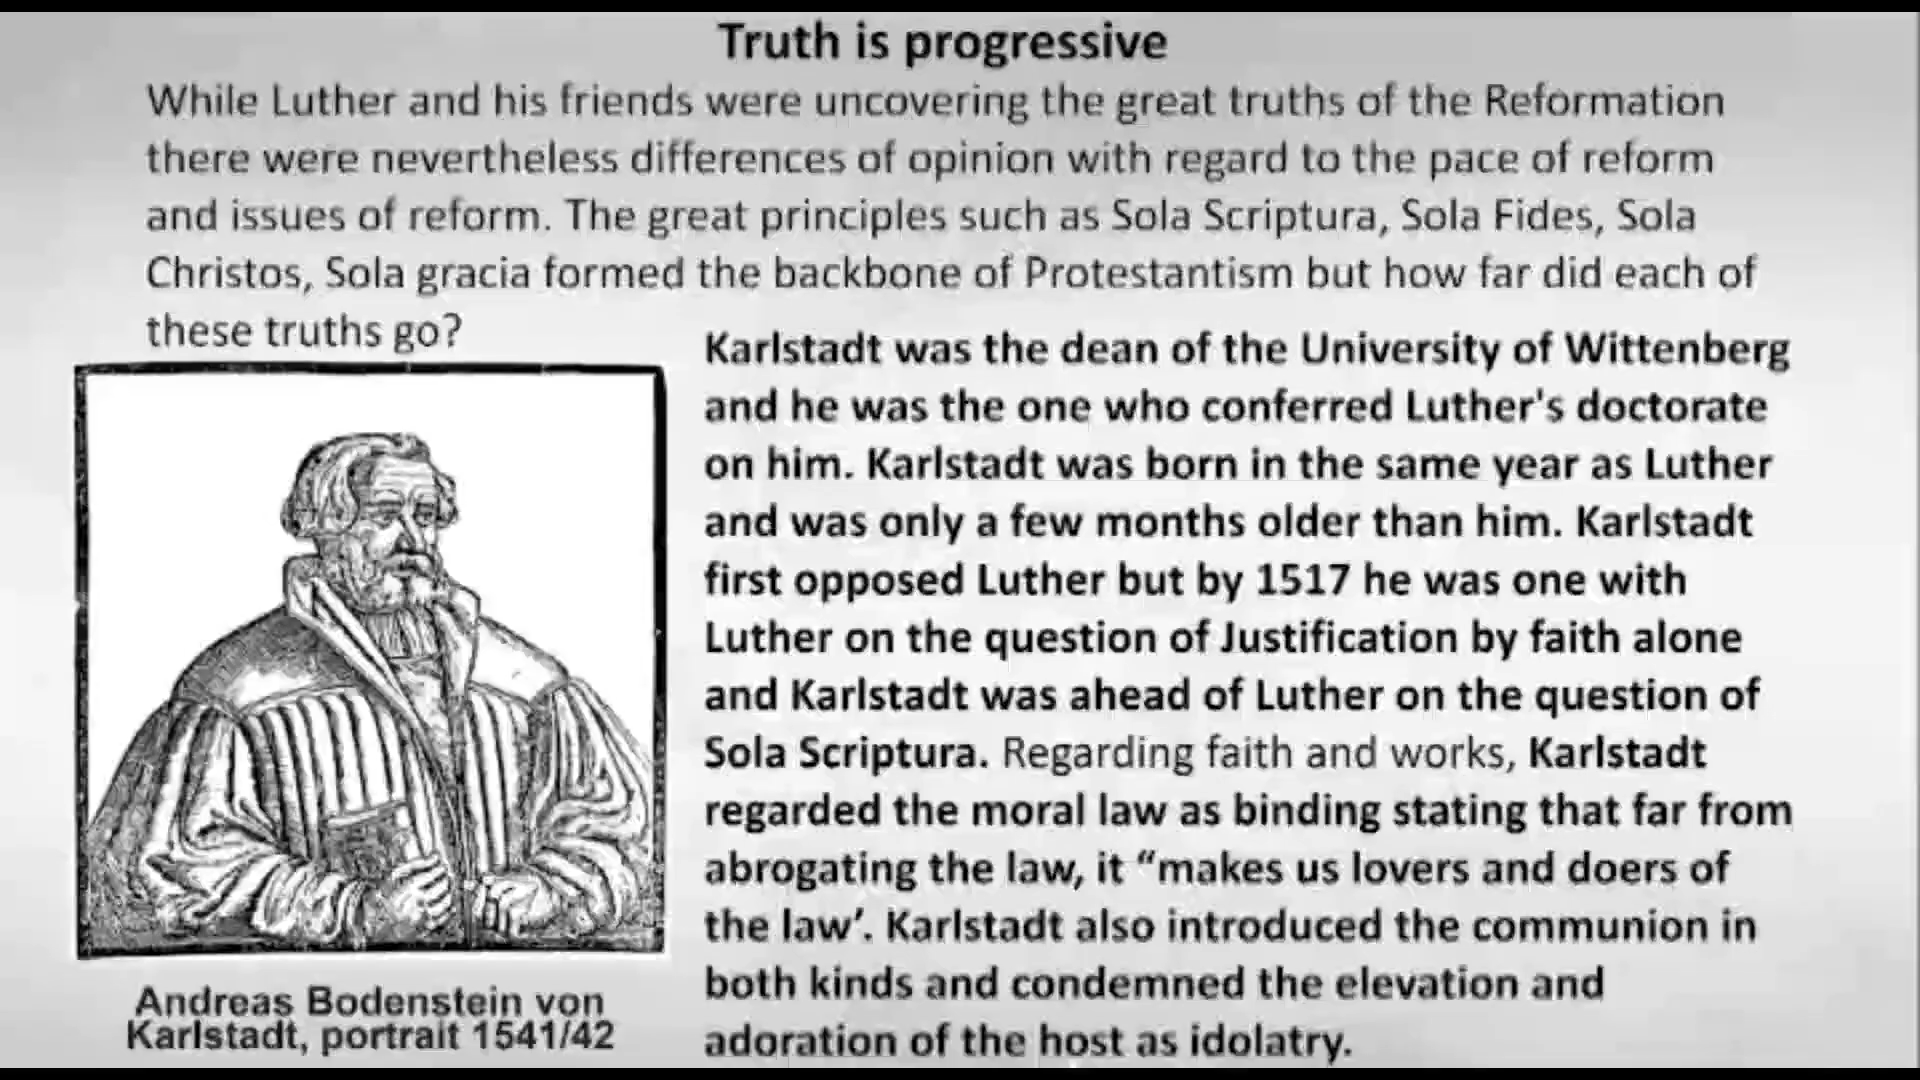 Truth is progressive
While Luther and his friends were uncovering the great truths of the Reformation
there were nevertheless differences of opinion with regard to the pace of reform
and issues of reform. The great principles such as Sola Scriptura, Sola Fides, Sola
Christos, Sola gracia formed the backbone of Protestantism but how far did each of
these truths go?
Karlstadt was the dean of the University of Wittenberg
and he was the one who conferred Luther's doctorate
on him. Karlstadt was born in the same year as Luther
and was only a few months older than him. Karlstadt
first opposed Luther but by 1517 he was one with
Luther on the question of Justification by faith alone
and Karlstadt was ahead of Luther on the question of
Sola Scriptura. Regarding faith and works, Karlstadt
regarded the moral law as binding stating that far from
abrogating the law, it “makes us lovers and doers of
the law’. Karlstadt also introduced the communion in
both kinds and condemned the elevation and
adoration of the host as idolatry.
Andreas Bodenstein von
Karlstadt, portrait 1541/42